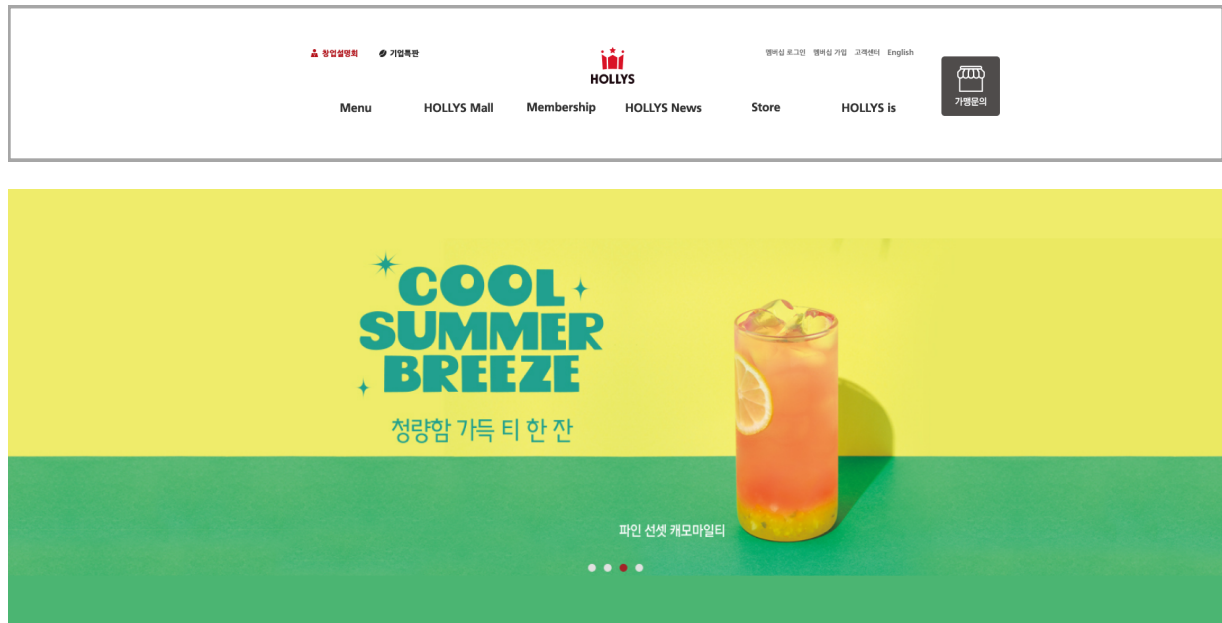 창업설명회 기업특판
멤버십 로그인 멤버십 가입 고객센터 English
HOLLYS
가맹문의
Menu HOLLYS Mall Membership HOLLYS News Store HOLLYS is
COOL
SUMMER
BREEZE
청량함 가득 티 한 잔
파인 선셋 캐모마일티